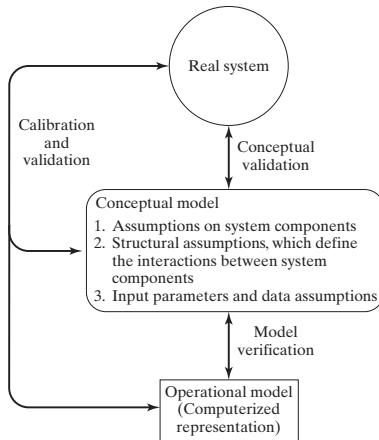 Real system
Calibration
and
validation
Conceptual
validation
Conceptual model
1. Assumptions on system components
2. Structural assumptions, which define
the interactions between system
components
3. Input parameters and data assumptions
Model
verification
Operational model
(Computerized
representation)